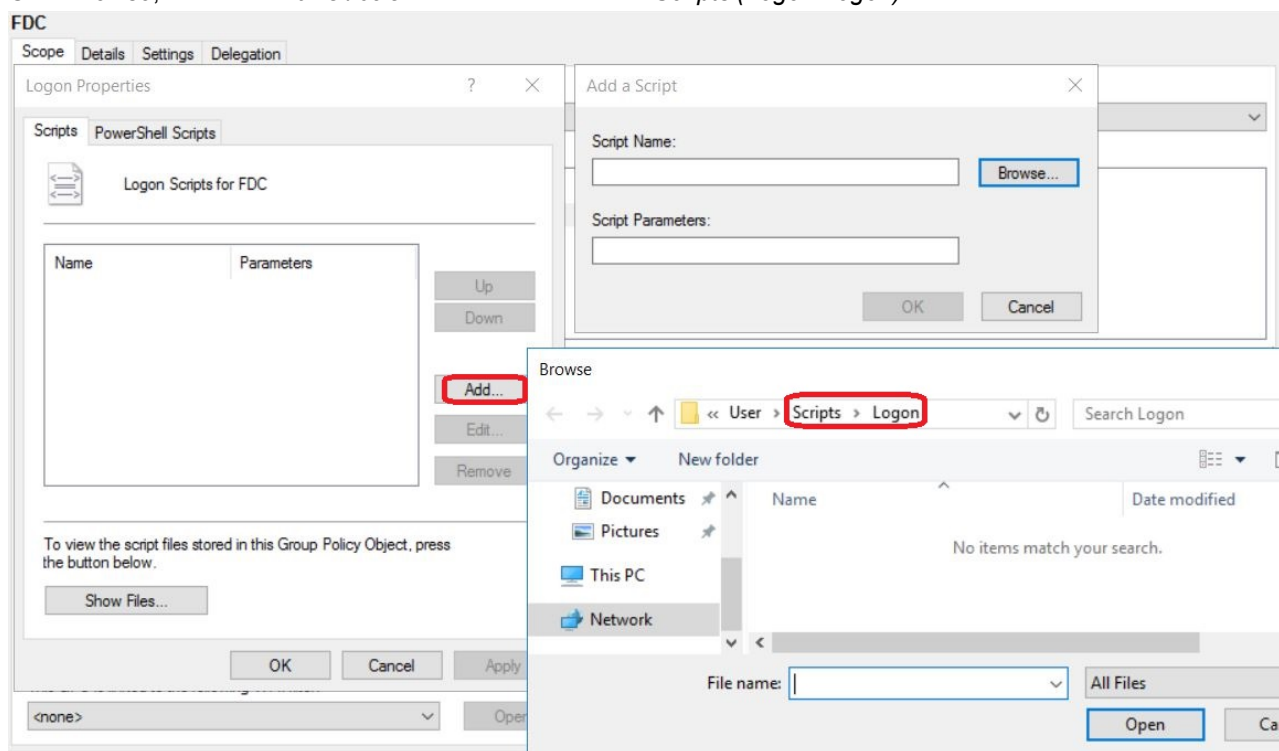 FDC
Scope Details Settings Delegation
Logon Properties ? ×
Scripts PowerShell Scripts
Logon Scripts for FDC
Name Parameters
Up
Down
Add...
Edit...
Remove
To view the script files stored in this Group Policy Object, press
the button below.
Show Files...
OK Cancel Apply
<none>
Add a Script ×
Script Name:
Browse...
Script Parameters:
OK Cancel
Browse
« User › Scripts › Logon
Search Logon
Organize New folder
Documents
Pictures
This PC
Network
Name Date modified
No items match your search.
File name:
All Files
Open